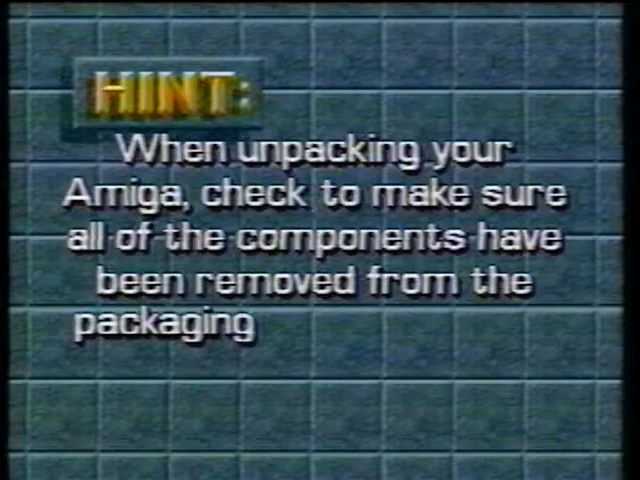 HINT:
When unpacking your
Amiga, check to make sure
all of the components have
been removed from the
packaging